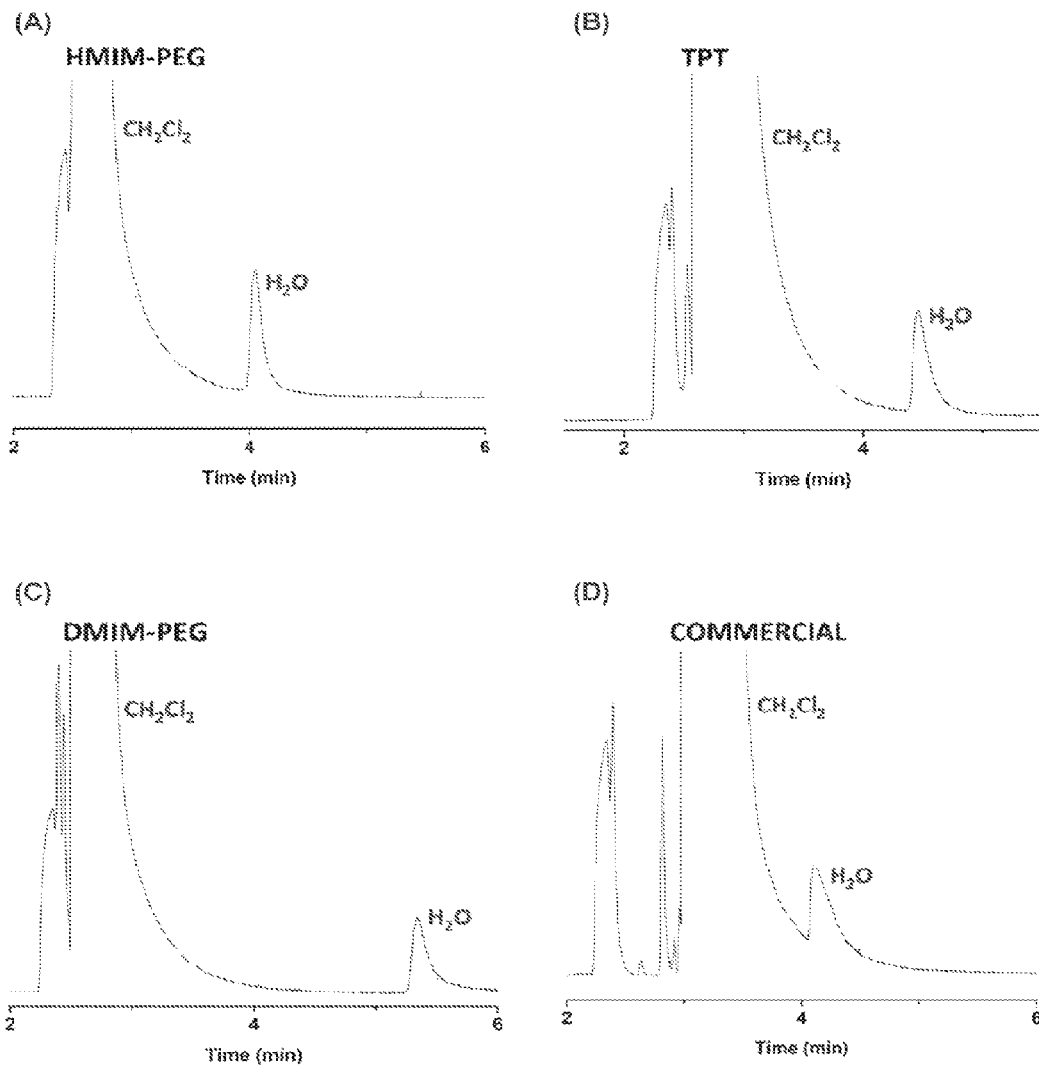 (A)
HMIM-PEG
CH₂Cl₂
H₂O
2 4 6
Time (min)
(B)
TPT
CH₂Cl₂
H₂O
2 4
Time (min)
(C)
DMIM-PEG
CH₂Cl₂
H₂O
2 4 6
Time (min)
(D)
COMMERCIAL
CH₂Cl₂
H₂O
2 4 6
Time (min)